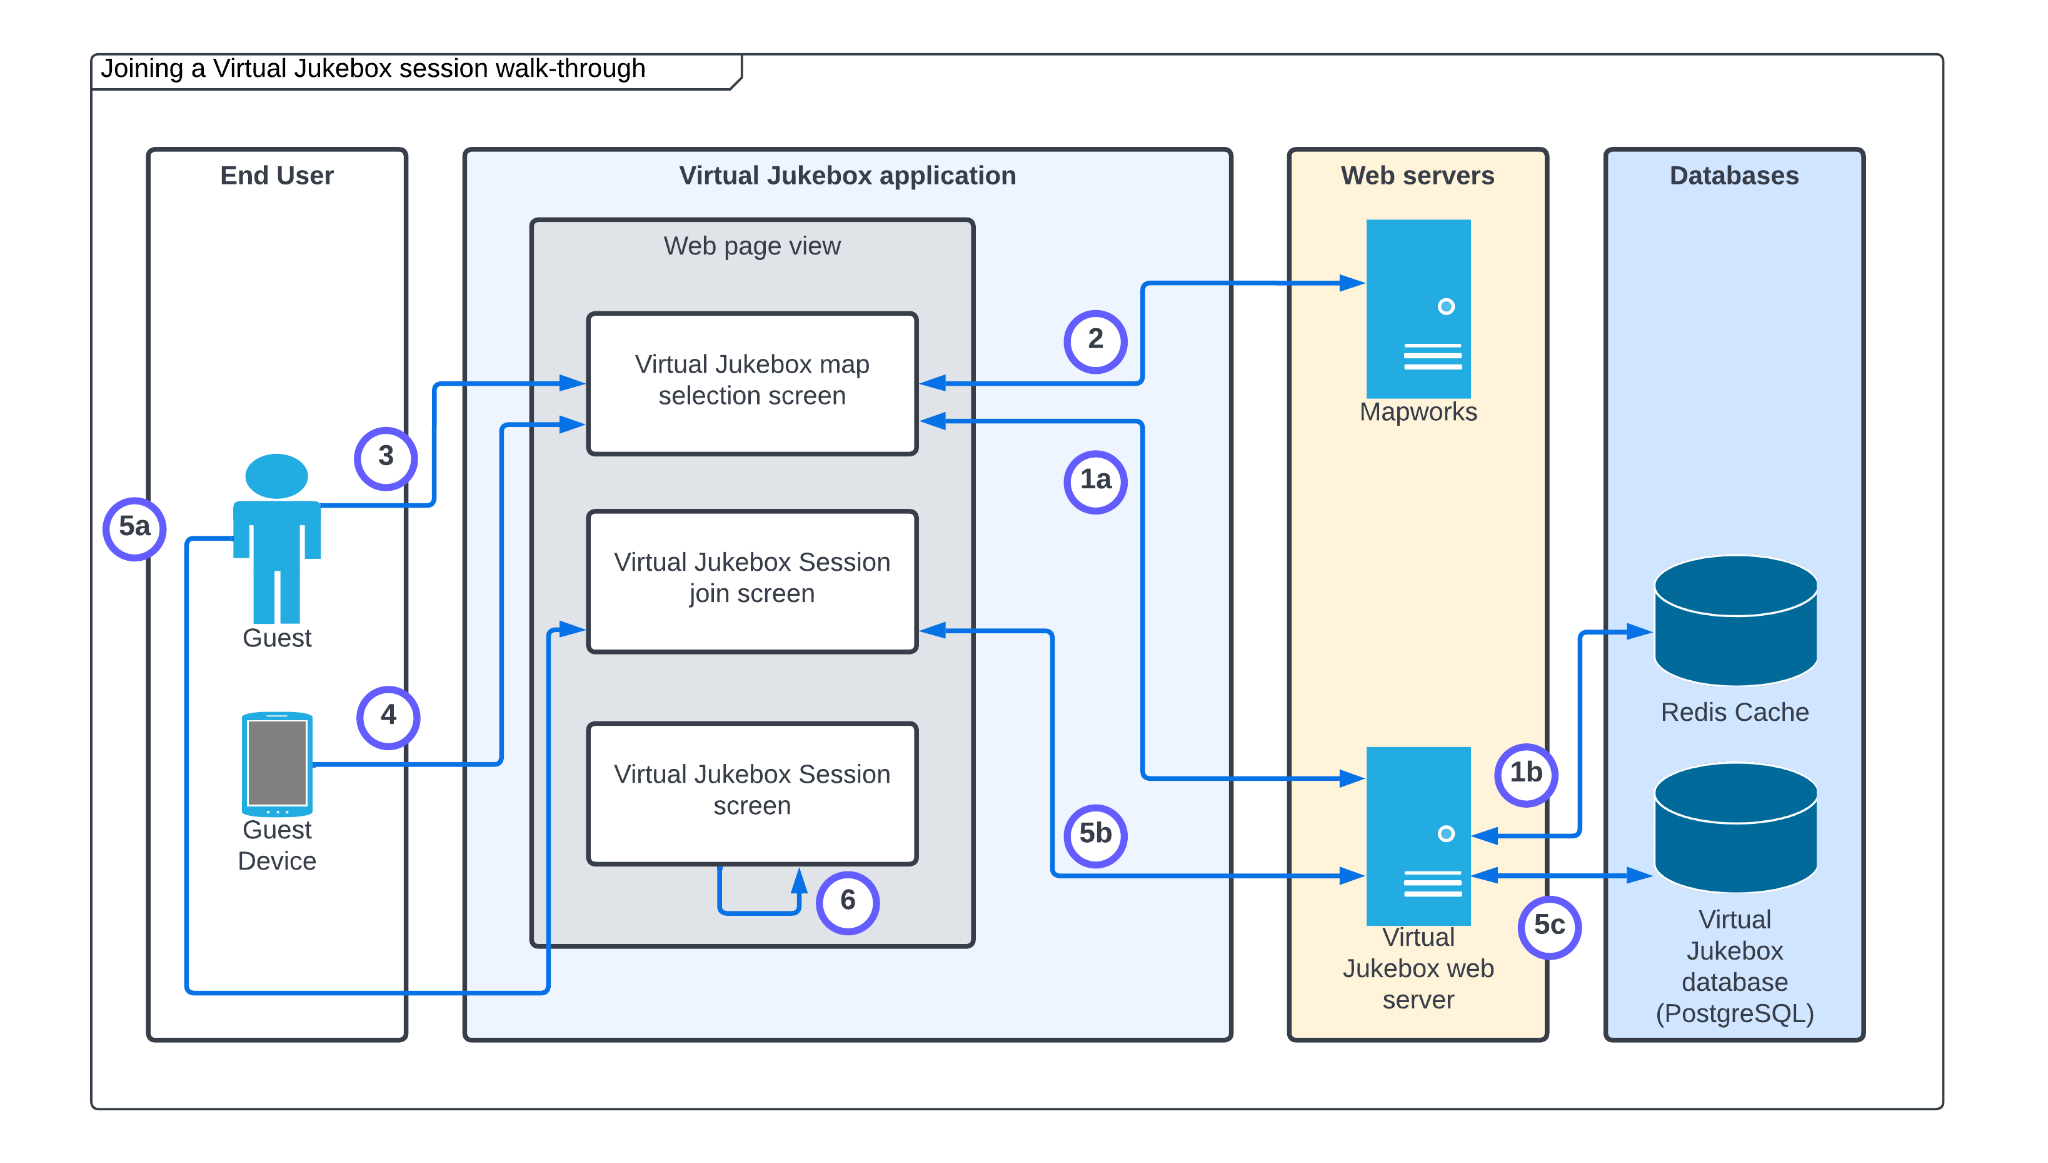 Joining a Virtual Jukebox session walk-through
End User
Virtual Jukebox application
Web servers
Databases
Web page view
Virtual Jukebox map
selection screen
2
Mapworks
3
1a
5a
Virtual Jukebox Session
join screen
Guest
4
Redis Cache
Virtual Jukebox Session
screen
1b
5b
Guest
Device
6
5c
Virtual
Jukebox web
server
Virtual
Jukebox
database
(PostgreSQL)